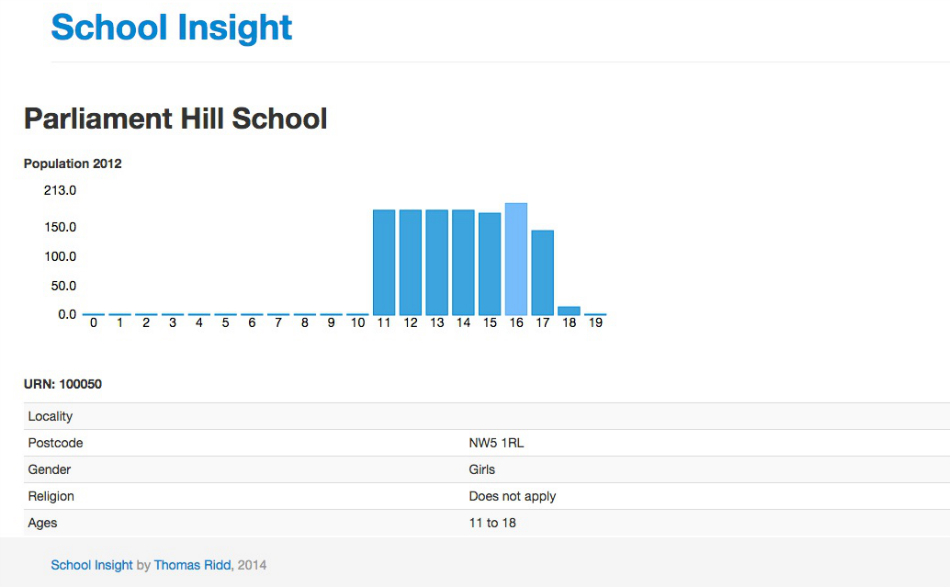 School Insight
Parliament Hill School
Population 2012
213.0
150.0
100.0
50.0
0.0
0 1 2 3 4 5 6 7 8 9 10 11 12 13 14 15 16 17 18 19
URN: 100050
Locality
Postcode NW5 1RL
Gender Girls
Religion Does not apply
Ages 11 to 18
School Insight by Thomas Ridd, 2014